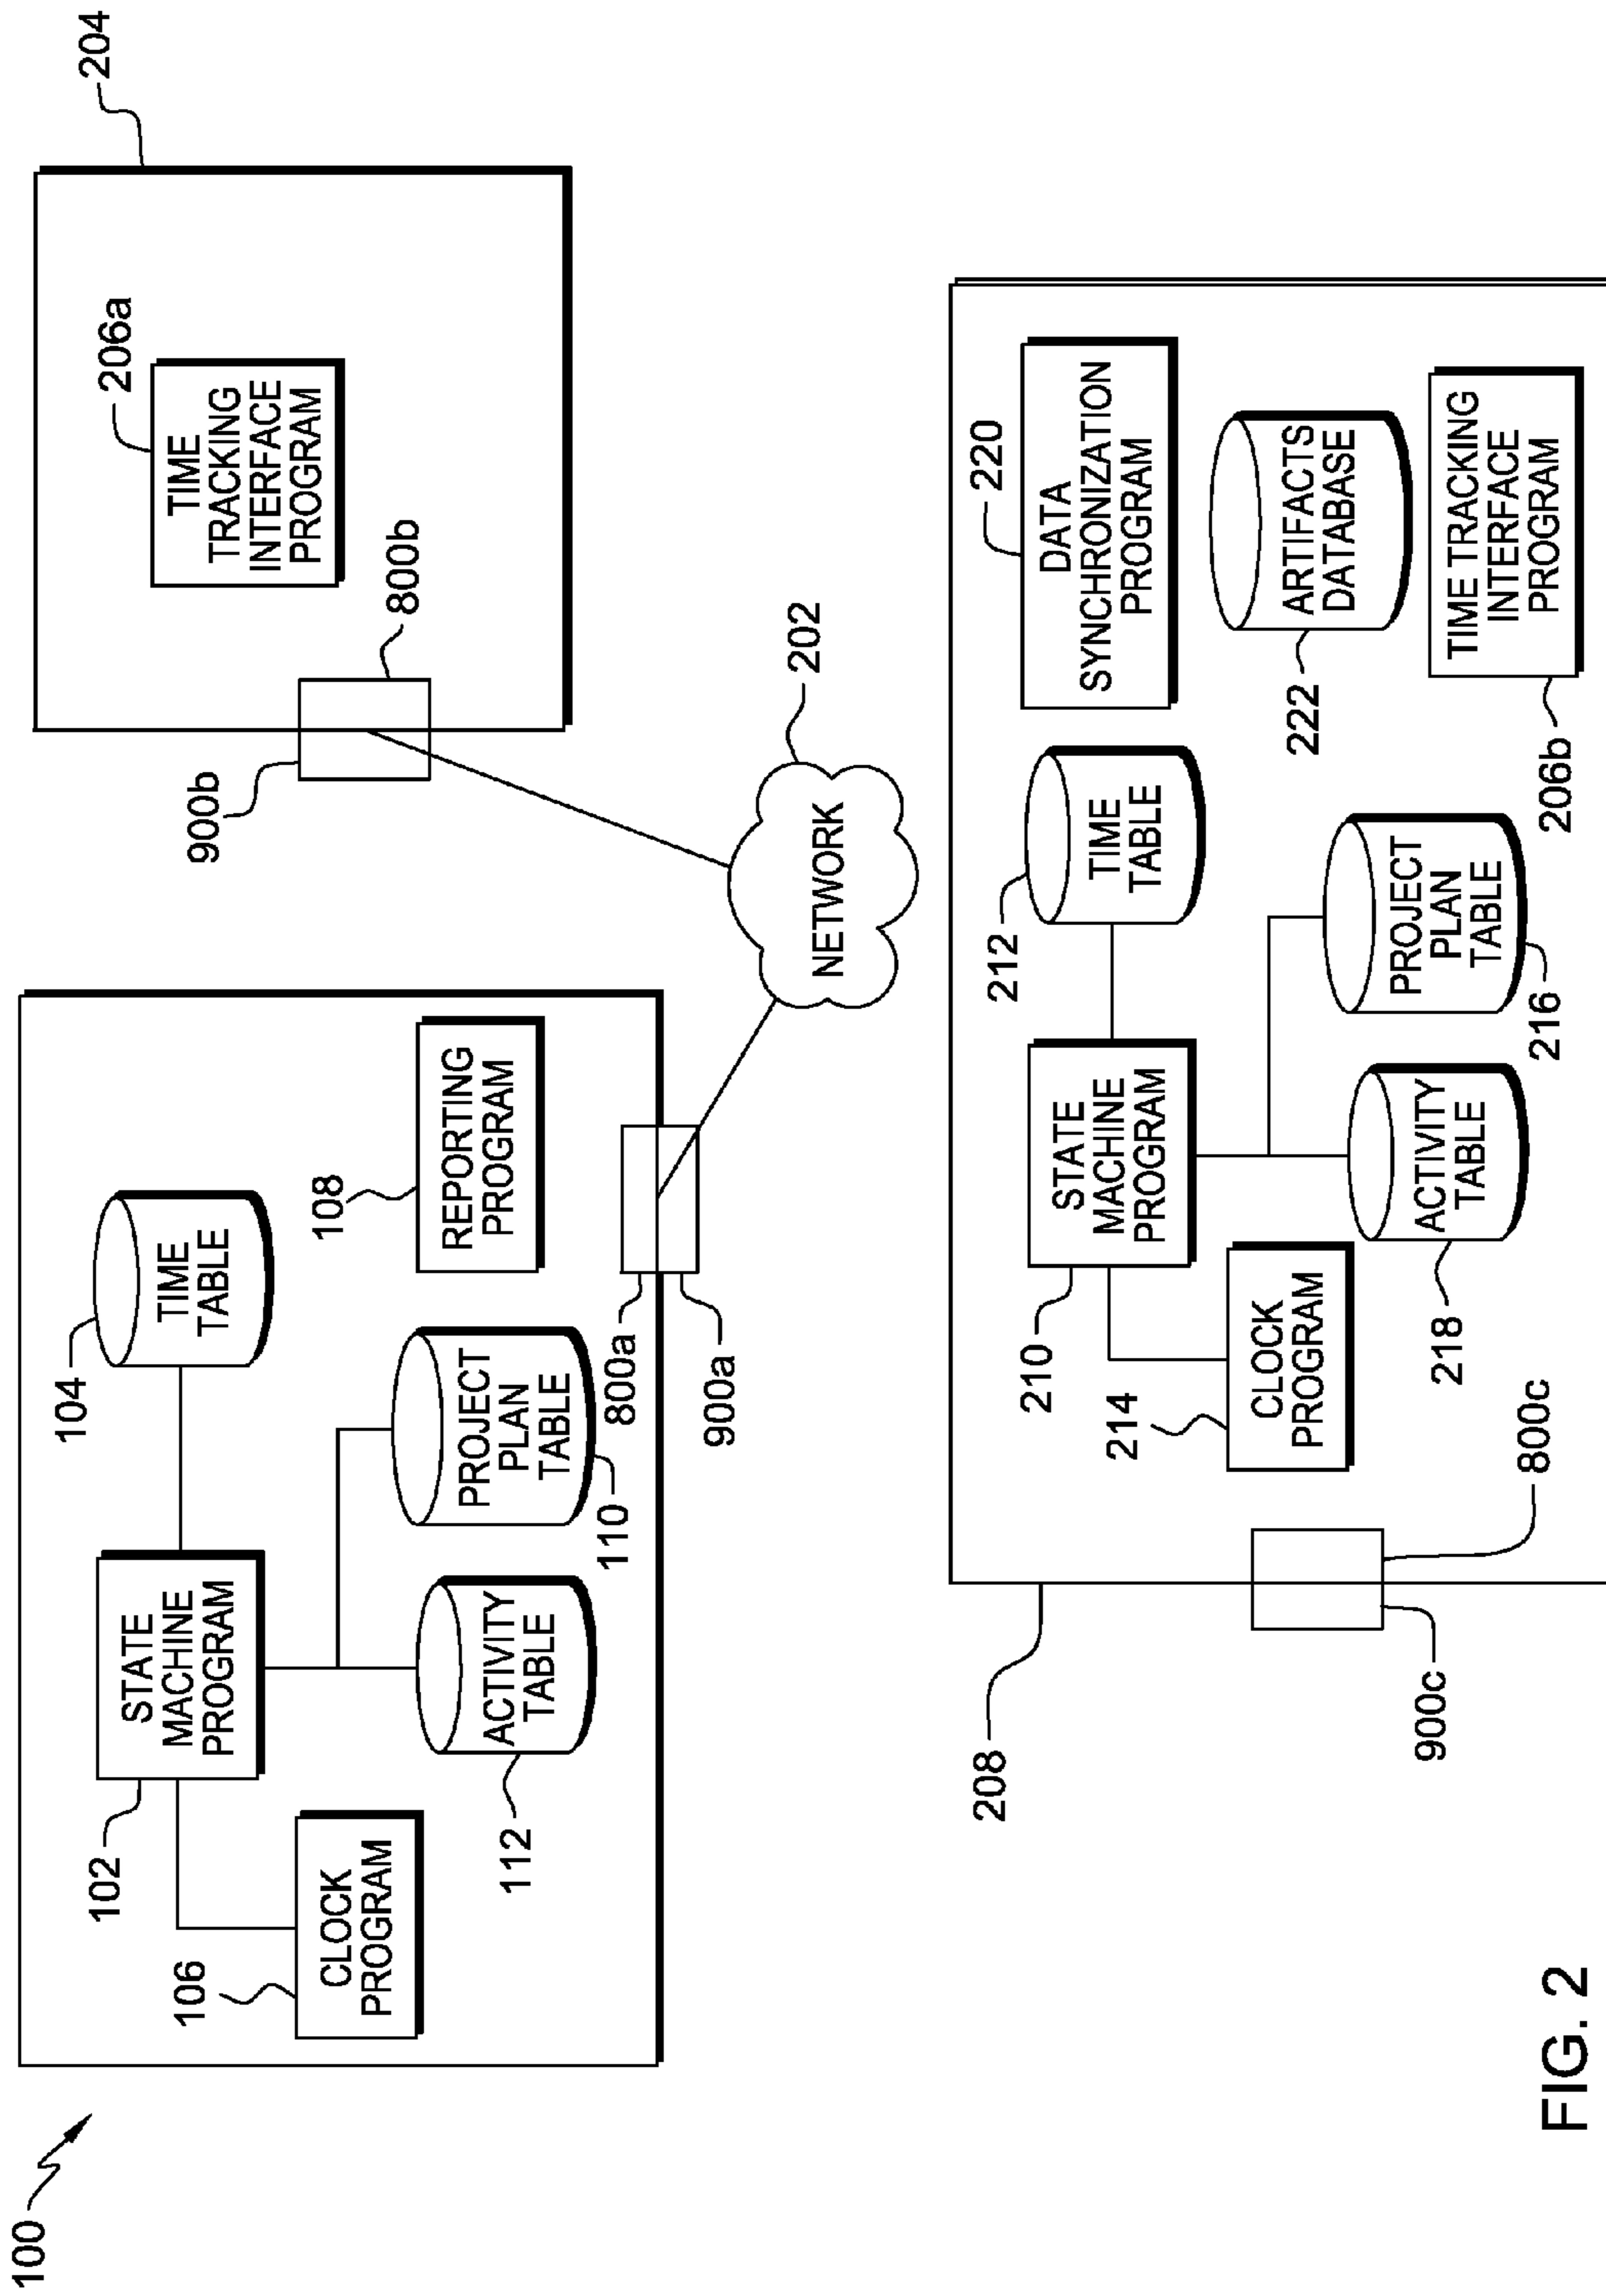 100
102
STATE
MACHINE
PROGRAM
104
TIME
TABLE
106
CLOCK
PROGRAM
112
ACTIVITY
TABLE
110
PROJECT
PLAN
TABLE
108
REPORTING
PROGRAM
800a
900a
204
206a
TIME
TRACKING
INTERFACE
PROGRAM
900b
800b
202
NETWORK
208
900c
800c
210
STATE
MACHINE
PROGRAM
212
TIME
TABLE
214
CLOCK
PROGRAM
218
ACTIVITY
TABLE
216
PROJECT
PLAN
TABLE
220
DATA
SYNCHRONIZATION
PROGRAM
222
ARTIFACTS
DATABASE
206b
TIME TRACKING
INTERFACE
PROGRAM
FIG. 2